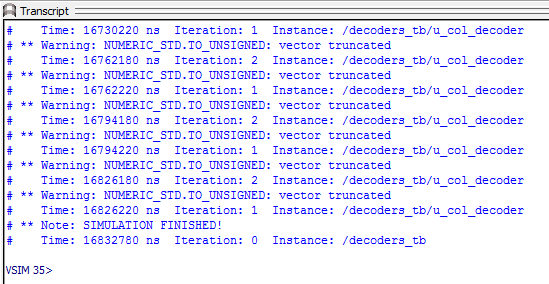 Transcript
#    Time: 16730220 ns  Iteration: 1  Instance: /decoders_tb/u_col_decoder
# ** Warning: NUMERIC_STD.TO_UNSIGNED: vector truncated
#    Time: 16762180 ns  Iteration: 2  Instance: /decoders_tb/u_col_decoder
# ** Warning: NUMERIC_STD.TO_UNSIGNED: vector truncated
#    Time: 16762220 ns  Iteration: 1  Instance: /decoders_tb/u_col_decoder
# ** Warning: NUMERIC_STD.TO_UNSIGNED: vector truncated
#    Time: 16794180 ns  Iteration: 2  Instance: /decoders_tb/u_col_decoder
# ** Warning: NUMERIC_STD.TO_UNSIGNED: vector truncated
#    Time: 16794220 ns  Iteration: 1  Instance: /decoders_tb/u_col_decoder
# ** Warning: NUMERIC_STD.TO_UNSIGNED: vector truncated
#    Time: 16826180 ns  Iteration: 2  Instance: /decoders_tb/u_col_decoder
# ** Warning: NUMERIC_STD.TO_UNSIGNED: vector truncated
#    Time: 16826220 ns  Iteration: 1  Instance: /decoders_tb/u_col_decoder
# ** Note: SIMULATION FINISHED!
#    Time: 16832780 ns  Iteration: 0  Instance: /decoders_tb
VSIM 35>